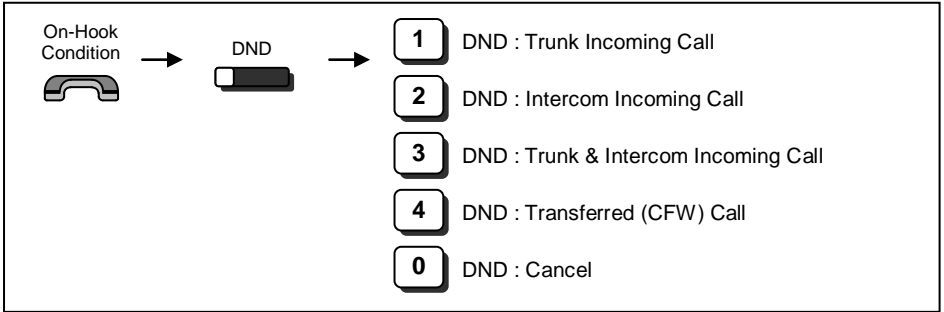 On-Hook
Condition
DND
1 DND : Trunk Incoming Call
2 DND : Intercom Incoming Call
3 DND : Trunk & Intercom Incoming Call
4 DND : Transferred (CFW) Call
0 DND : Cancel